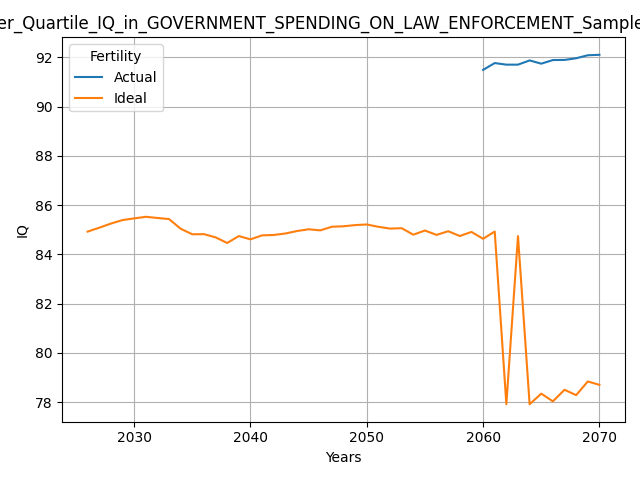 er_Quartile_IQ_in_GOVERNMENT_SPENDING_ON_LAW_ENFORCEMENT_Sample
Fertility
Actual
Ideal
IQ
92
90
88
86
84
82
80
78
2030 2040 2050 2060 2070
Years